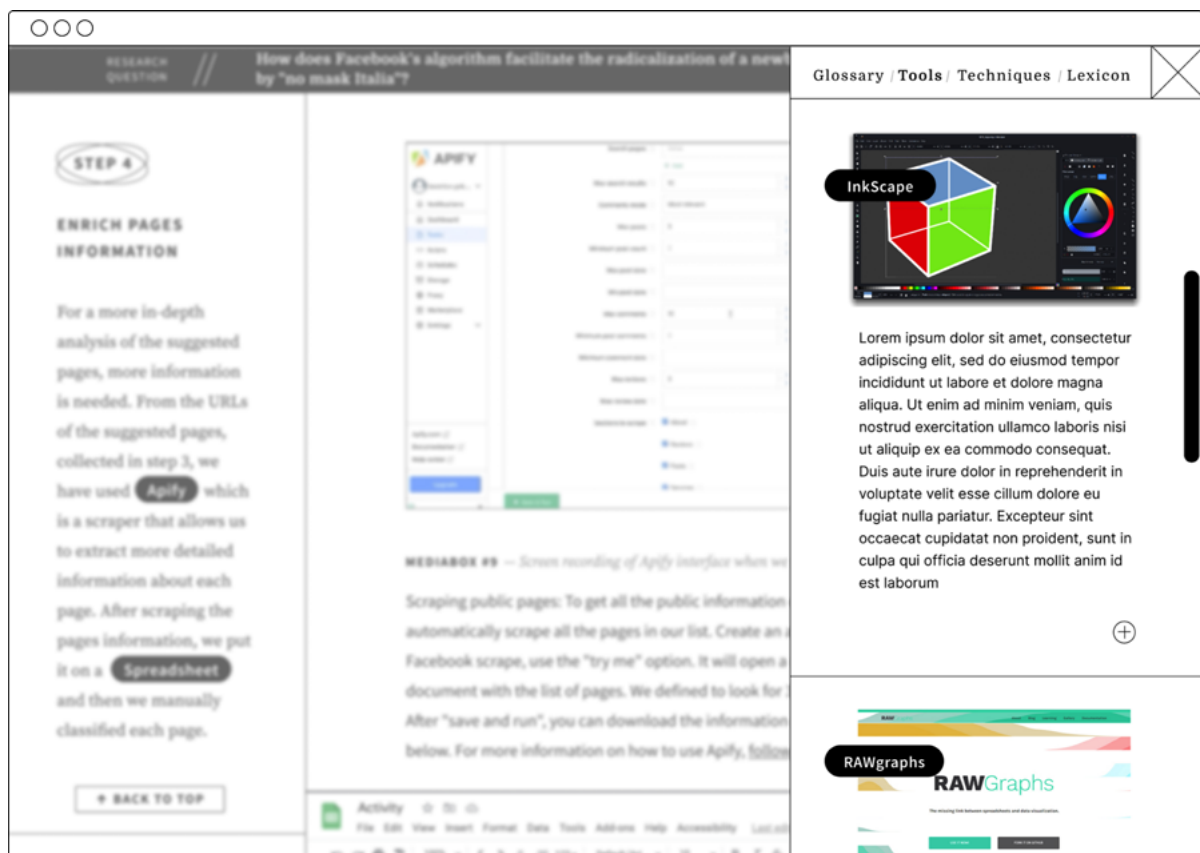 RESEARCH
QUESTION
How does Facebook's algorithm facilitate the radicalization of a
by "no mask Italia"?
Glossary / Tools / Techniques / Lexicon
STEP 4
ENRICH PAGES
INFORMATION
For a more in-depth
analysis of the suggested
pages, more information
is needed. From the URLs
of the suggested pages,
collected in step 3, we
have used Apify which
is a scraper that allows us
to extract more detailed
information about each
page. After scraping the
pages information, we put
it on a Spreadsheet
and then we manually
classified each page.
↑ BACK TO TOP
APIFY
MEDIABOX #9 — Screen recording of Apify interface when we
Scraping public pages: To get all the public information
automatically scrape all the pages in our list. Create an
Facebook scrape, use the "try me" option. It will open a
document with the list of pages. We defined to look for
After "save and run", you can download the information
below. For more information on how to use Apify, follow
Activity
File Edit View Insert Format Data Tools Add-ons Help Accessibility
InkScape
Lorem ipsum dolor sit amet, consectetur
adipiscing elit, sed do eiusmod tempor
incididunt ut labore et dolore magna
aliqua. Ut enim ad minim veniam, quis
nostrud exercitation ullamco laboris nisi
ut aliquip ex ea commodo consequat.
Duis aute irure dolor in reprehenderit in
voluptate velit esse cillum dolore eu
fugiat nulla pariatur. Excepteur sint
occaecat cupidatat non proident, sunt in
culpa qui officia deserunt mollit anim id
est laborum
RAW
RAWgraphs
RAWGraphs
The missing link between spreadsheets and data visualization.